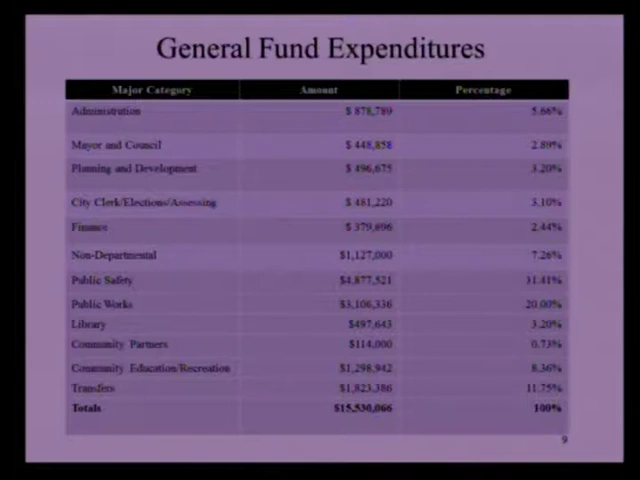 General Fund Expenditures
Major Category Amount Percentage
Administration $ 878,789 5.66%
Mayor and Council $ 448,858 2.89%
Planning and Development $ 496,675 3.20%
City Clerk/Elections/Assessing $ 481,220 3.10%
Finance $ 379,696 2.44%
Non-Departmental $1,127,000 7.26%
Public Safety $4,877,521 31.41%
Public Works $3,106,336 20.00%
Library $497,643 3.20%
Community Partners $114,000 0.73%
Community Education/Recreation $1,298,942 8.36%
Transfers $1,823,386 11.75%
Totals $15,530,066 100%
9